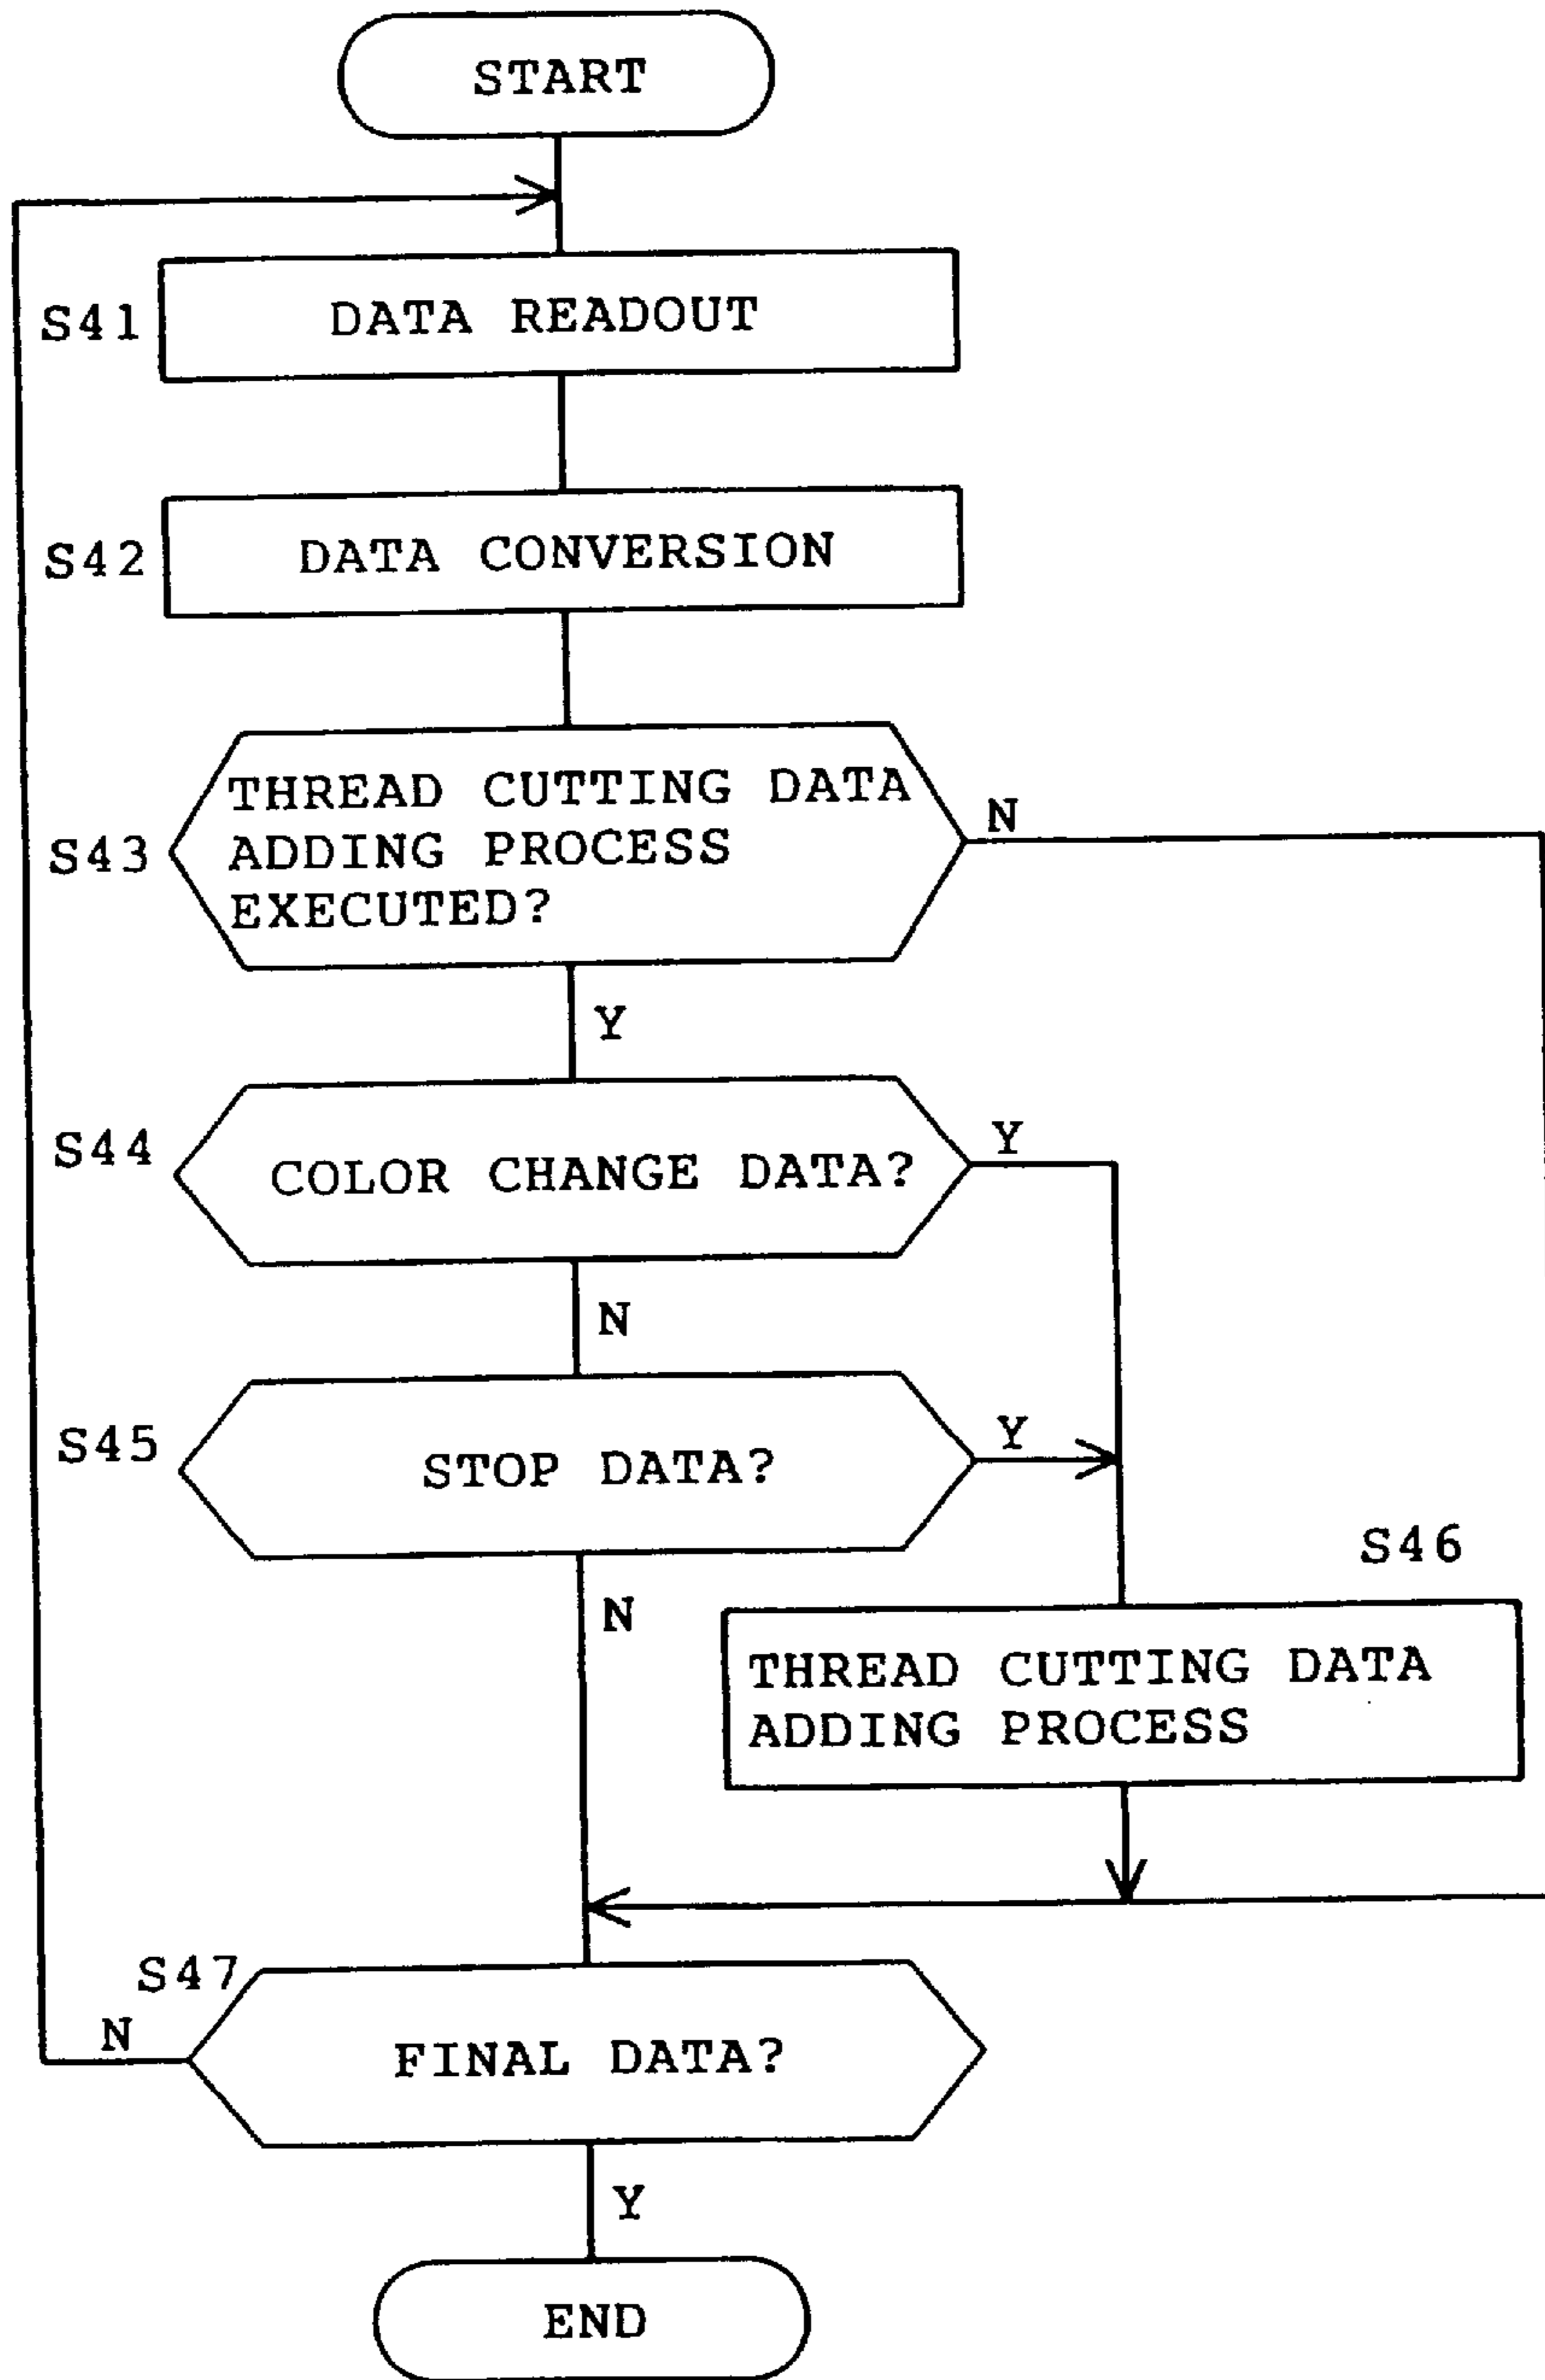 START
S41
DATA READOUT
S42
DATA CONVERSION
S43
THREAD CUTTING DATA
ADDING PROCESS
EXECUTED?
N
Y
S44
COLOR CHANGE DATA?
Y
N
S45
STOP DATA?
Y
N
S46
THREAD CUTTING DATA
ADDING PROCESS
S47
N
FINAL DATA?
Y
END